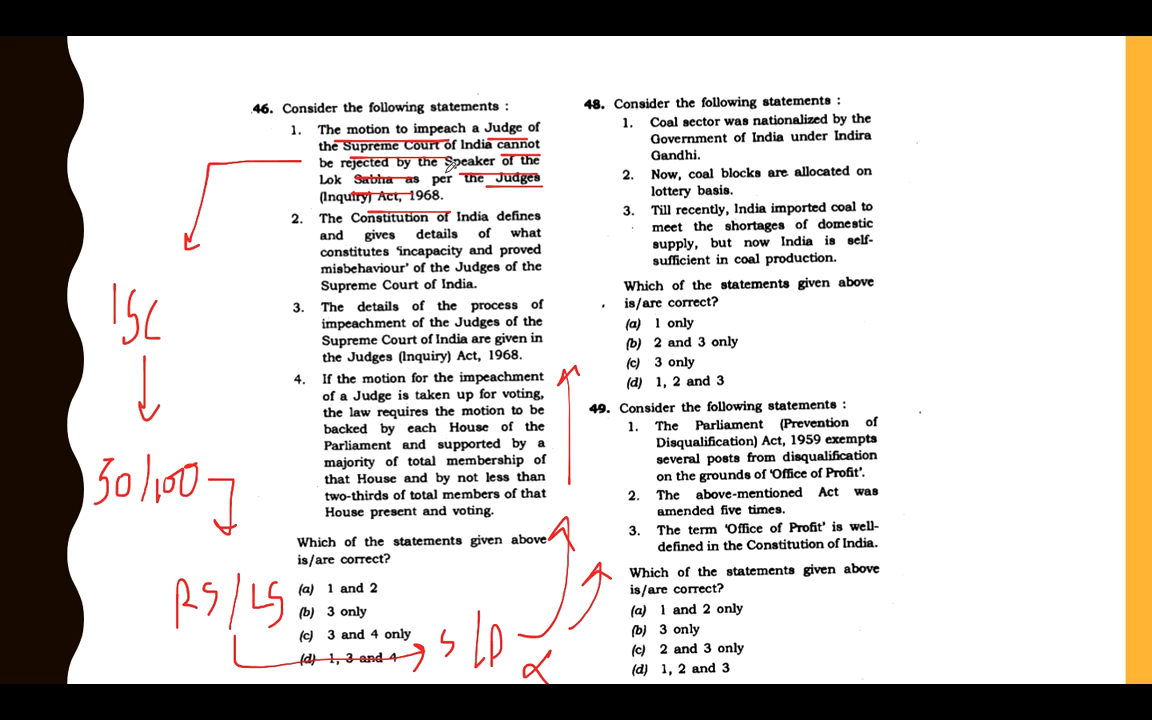 46. Consider the following statements :
1. The motion to impeach a Judge of
the Supreme Court of India cannot
be rejected by the Speaker of the
Lok Sabha as per the Judges
(Inquiry) Act, 1968.
2. The Constitution of India defines
and gives details of what
constitutes 'incapacity and proved
misbehaviour' of the Judges of the
Supreme Court of India.
3. The details of the process of
impeachment of the Judges of the
Supreme Court of India are given in
the Judges (Inquiry) Act, 1968.
4. If the motion for the impeachment
of a Judge is taken up for voting,
the law requires the motion to be
backed by each House of the
Parliament and supported by a
majority of total membership of
that House and by not less than
two-thirds of total members of that
House present and voting.
Which of the statements given above
is/are correct?
(a) 1 and 2
(b) 3 only
(c) 3 and 4 only
(d) 1, 3 and 4
50/100
RS/LS
S/P
48. Consider the following statements :
1. Coal sector was nationalized by the
Government of India under Indira
Gandhi.
2. Now, coal blocks are allocated on
lottery basis.
3. Till recently, India imported coal to
meet the shortages of domestic
supply, but now India is self-
sufficient in coal production.
Which of the statements given above
is/are correct?
(a) 1 only
(b) 2 and 3 only
(c) 3 only
(d) 1, 2 and 3
49. Consider the following statements :
1. The Parliament (Prevention of
Disqualification) Act, 1959 exempts
several posts from disqualification
on the grounds of 'Office of Profit'.
2. The above-mentioned Act was
amended five times.
3. The term 'Office of Profit' is well-
defined in the Constitution of India.
Which of the statements given above
is/are correct?
(a) 1 and 2 only
(b) 3 only
(c) 2 and 3 only
(d) 1, 2 and 3